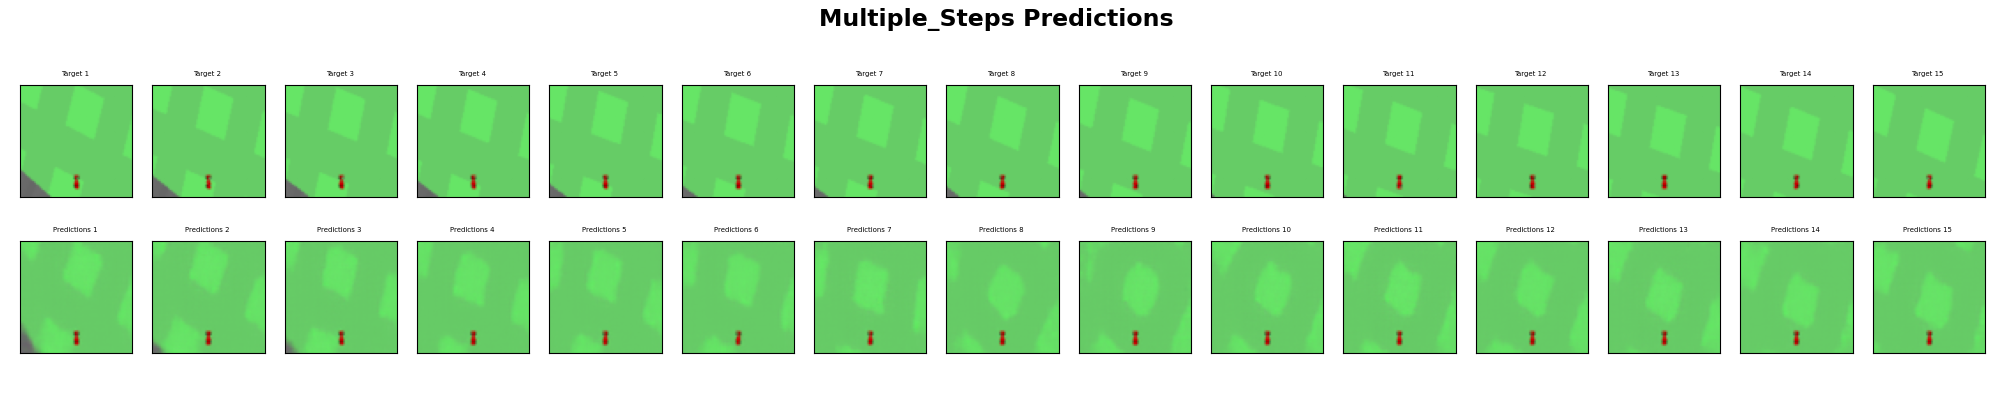 Multiple_Steps Predictions
Target 1 Target 2 Target 3 Target 4 Target 5 Target 6 Target 7 Target 8 Target 9 Target 10 Target 11 Target 12 Target 13 Target 14 Target 15
Predictions 1 Predictions 2 Predictions 3 Predictions 4 Predictions 5 Predictions 6 Predictions 7 Predictions 8 Predictions 9 Predictions 10 Predictions 11 Predictions 12 Predictions 13 Predictions 14 Predictions 15